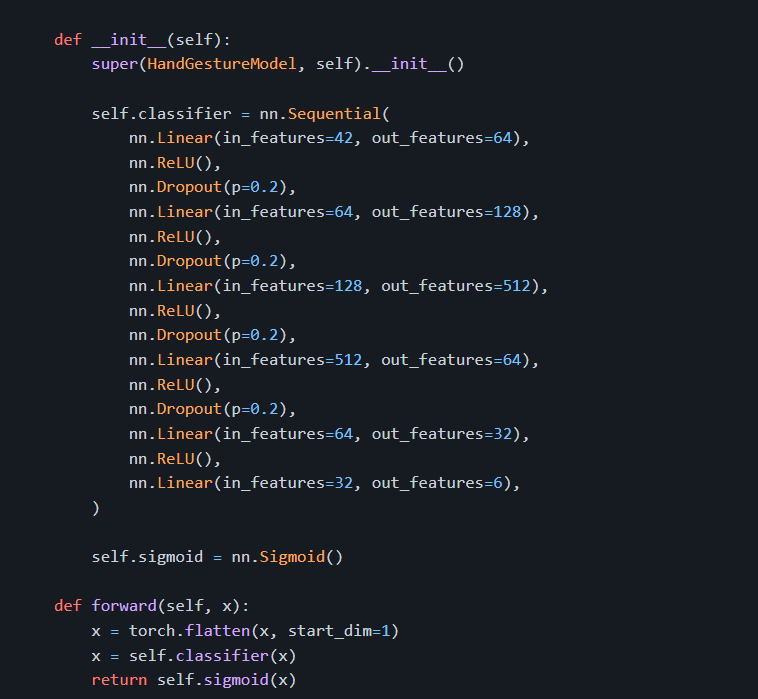 def __init__(self):
super(HandGestureModel, self).__init__()
self.classifier = nn.Sequential(
nn.Linear(in_features=42, out_features=64),
nn.ReLU(),
nn.Dropout(p=0.2),
nn.Linear(in_features=64, out_features=128),
nn.ReLU(),
nn.Dropout(p=0.2),
nn.Linear(in_features=128, out_features=512),
nn.ReLU(),
nn.Dropout(p=0.2),
nn.Linear(in_features=512, out_features=64),
nn.ReLU(),
nn.Dropout(p=0.2),
nn.Linear(in_features=64, out_features=32),
nn.ReLU(),
nn.Linear(in_features=32, out_features=6),
)
self.sigmoid = nn.Sigmoid()
def forward(self, x):
x = torch.flatten(x, start_dim=1)
x = self.classifier(x)
return self.sigmoid(x)